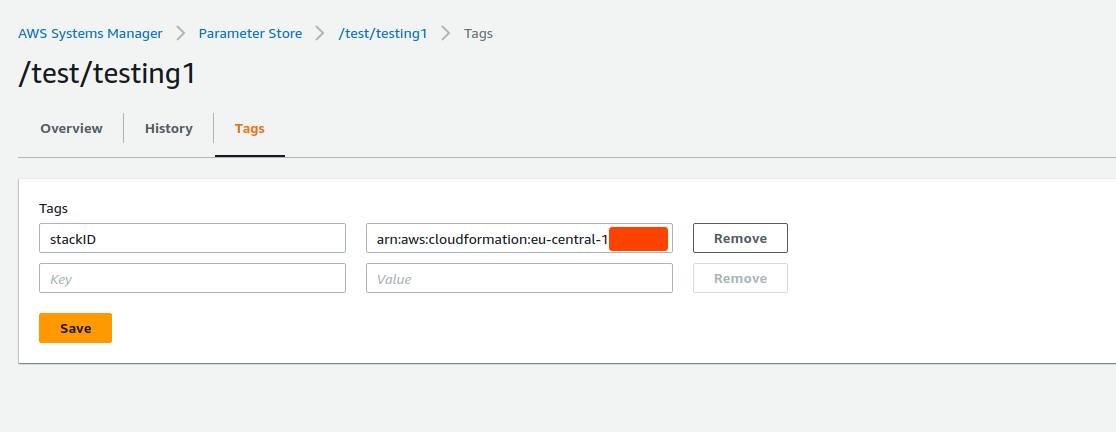 AWS Systems Manager > Parameter Store > /test/testing1 > Tags
/test/testing1
Overview History Tags
Tags
stackID arn:aws:cloudformation:eu-central-1 Remove
Key Value Remove
Save